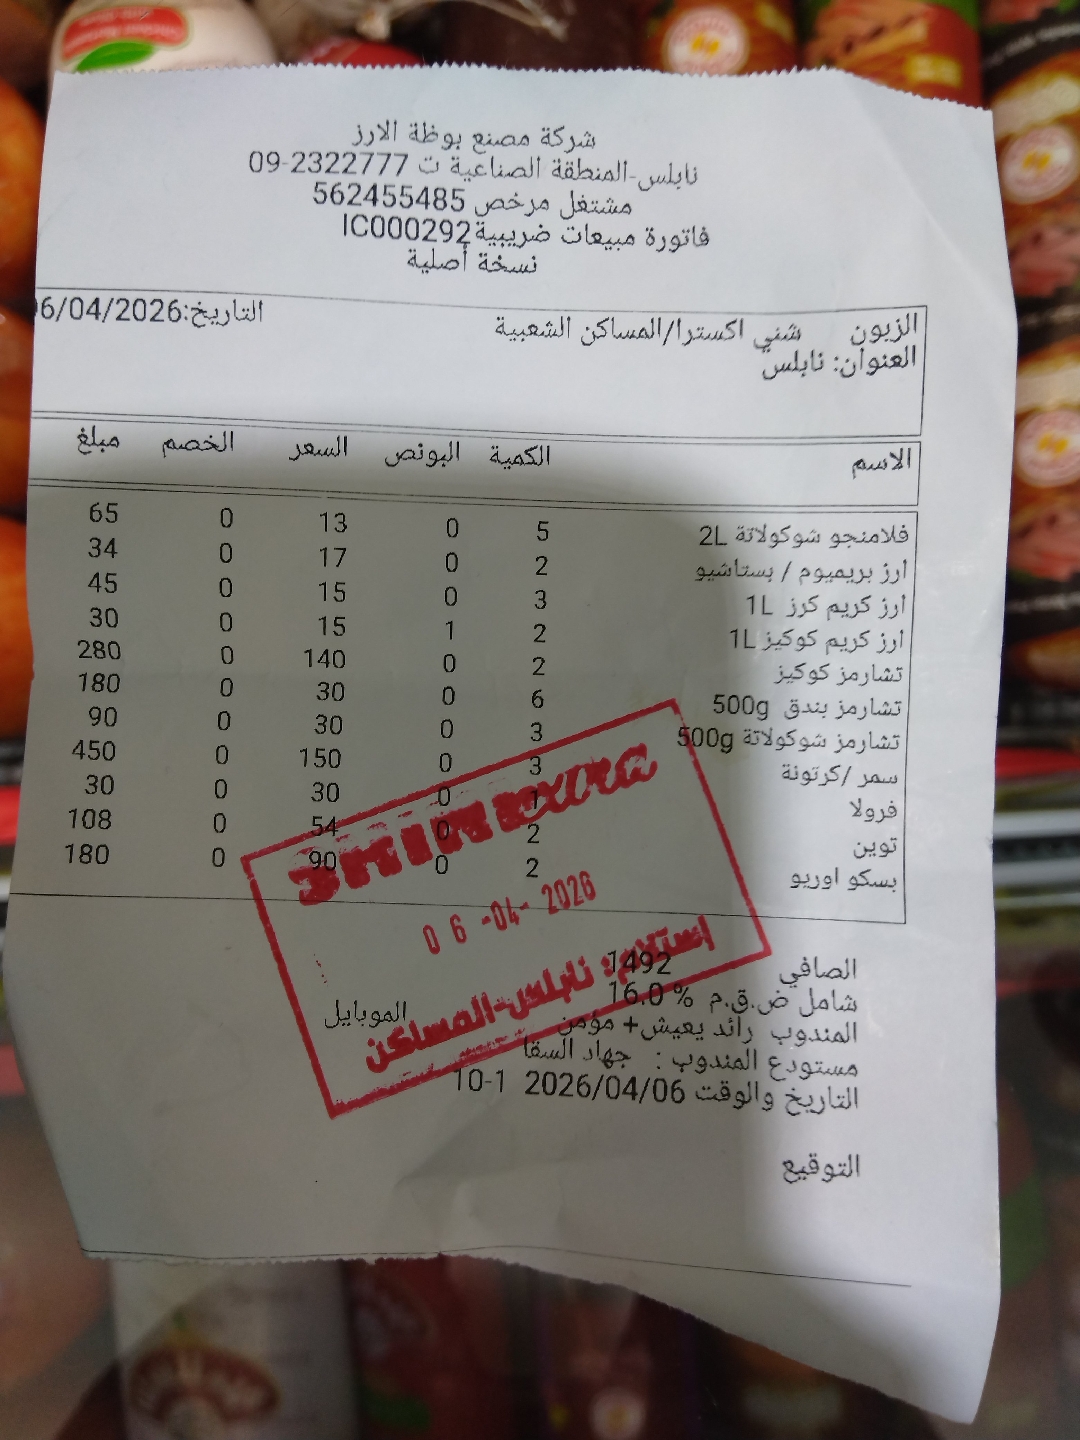 شركة مصنع بوظة الارز
نابلس-المنطقة الصناعية ت 09-2322777
مشتغل مرخص 562455485
فاتورة مبيعات ضريبية IC000292
نسخة أصلية
الزبون شني اكسترا/المساكن الشعبية التاريخ:06/04/2026
العنوان: نابلس
الاسم الكمية البونص السعر الخصم مبلغ
فلامنجو شوكولاتة 2L 5 0 13 0 65
ارز بريميوم / بستاشيو 2 0 17 0 34
ارز كريم كرز 1L 3 0 15 0 45
ارز كريم كوكيز 1L 2 1 15 0 30
تشارمز كوكيز 2 0 140 0 280
تشارمز بندق 500g 6 0 30 0 180
تشارمز شوكولاتة 500g 3 0 30 0 90
سمر /كرتونة 3 0 150 0 450
فرولا 1 0 30 0 30
توين 2 0 54 0 108
بسكو اوريو 2 0 90 0 180
Extra
06-04-2026
إستلام: نابلس-المساكن
الصافي 1492
شامل ض.ق.م % 16.0 الموبايل
المندوب رائد يعيش+ مؤمن
مستودع المندوب : جهاد السقا
التاريخ والوقت 2026/04/06 10-1
التوقيع